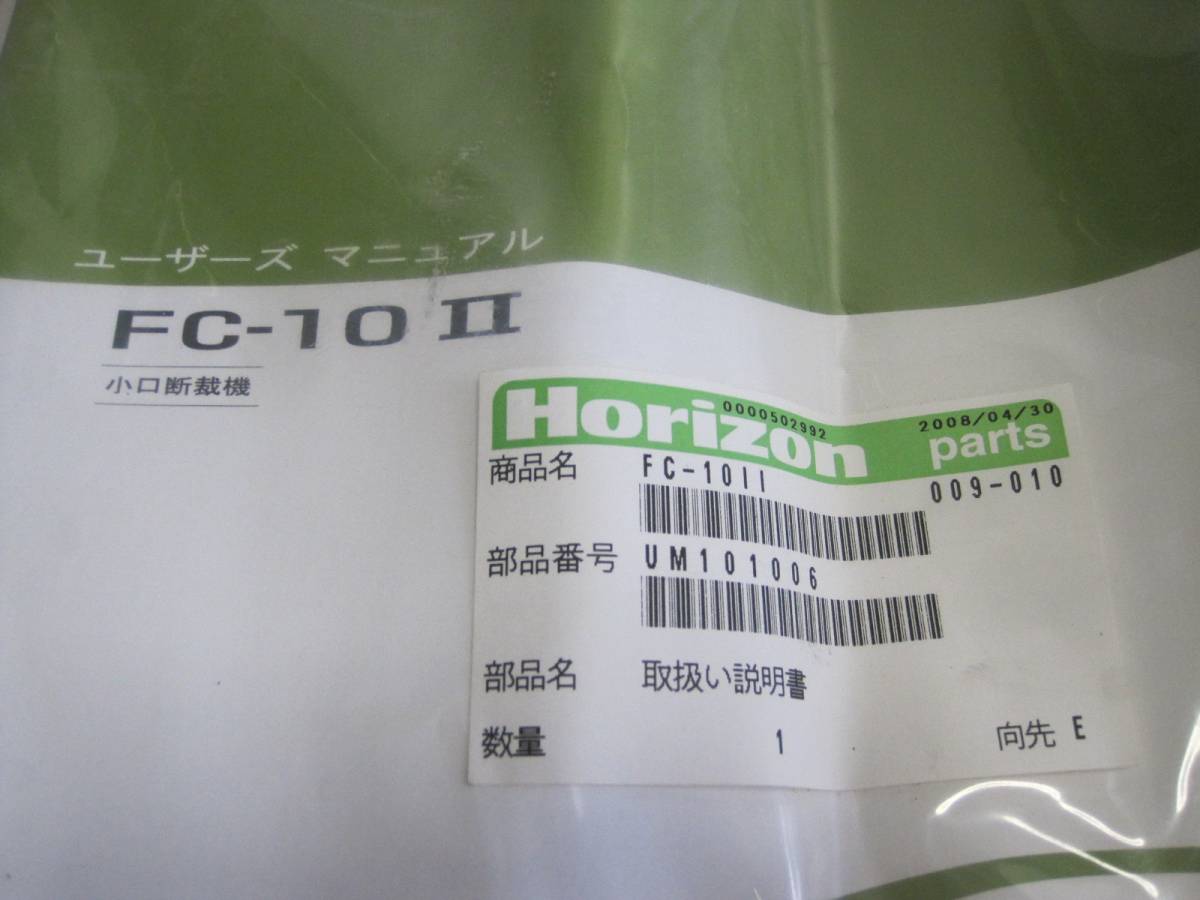 ユーザーズ マニュアル
FC-10 II
小口断裁機
0000502992 2008/04/30
Horizon parts
商品名 FC-10II 009-010
部品番号 UM101006
部品名 取扱い説明書
数量 1 向先 E